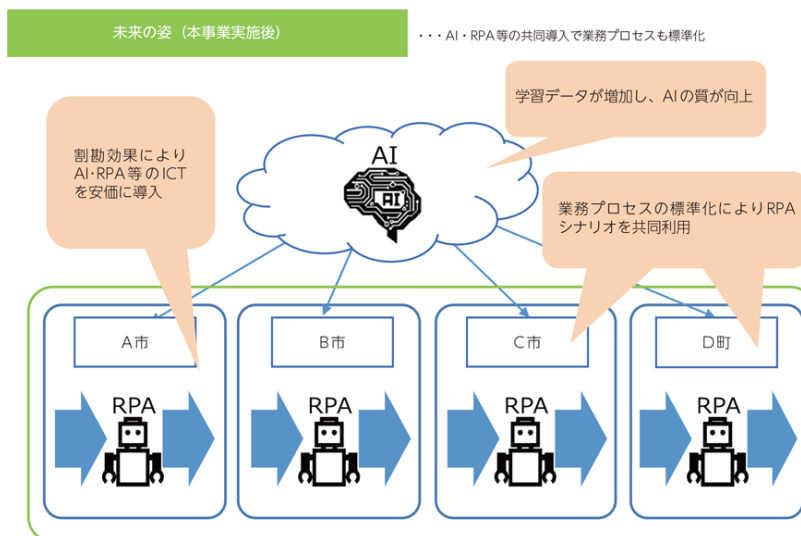 未来の姿（本事業実施後）
・・・AI・RPA等の共同導入で業務プロセスも標準化
学習データが増加し、AIの質が向上
割勘効果により
AI・RPA等のICT
を安価に導入
AI
AI
業務プロセスの標準化によりRPA
シナリオを共同利用
A市
B市
C市
D町
RPA
RPA
RPA
RPA